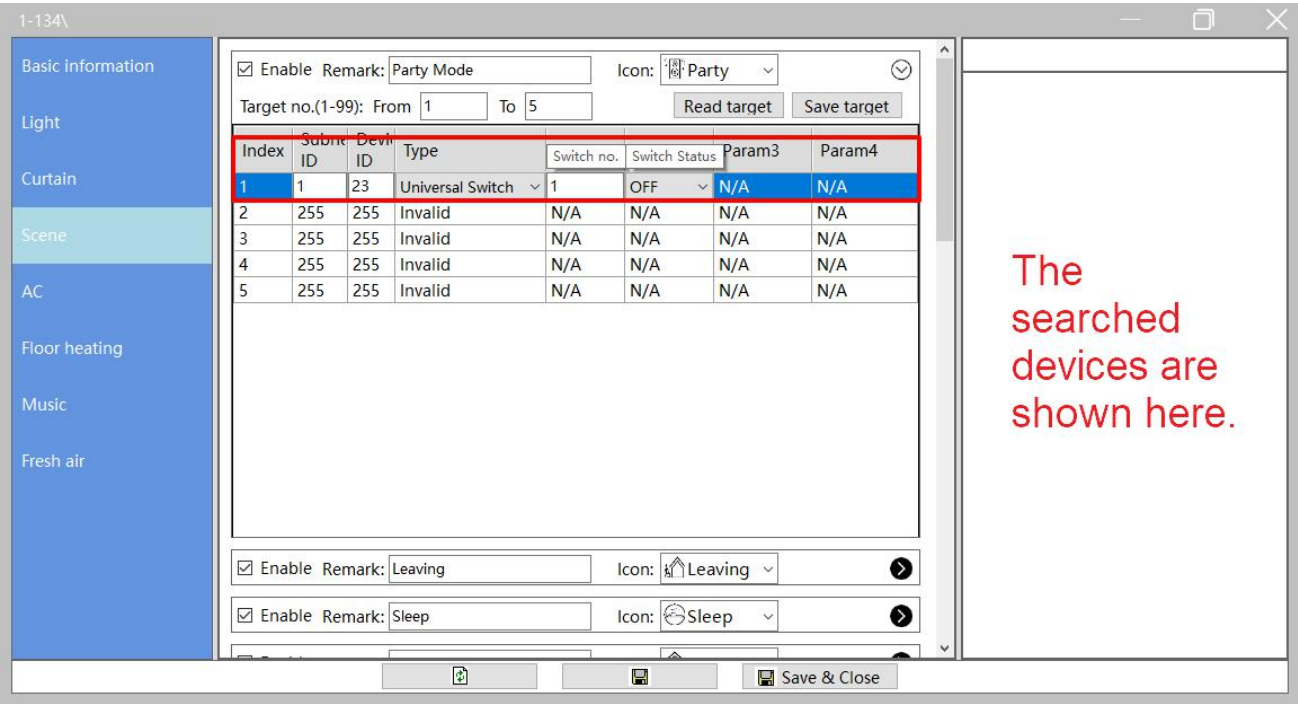 1-134\
Basic information
Light
Curtain
Scene
AC
Floor heating
Music
Fresh air
Enable Remark: Party Mode Icon: Party
Target no.(1-99): From 1 To 5 Read target Save target
Index ID ID Type Switch no. Switch Status Param3 Param4
1 1 23 Universal Switch 1 OFF N/A N/A
2 255 255 Invalid N/A N/A N/A N/A
3 255 255 Invalid N/A N/A N/A N/A
4 255 255 Invalid N/A N/A N/A N/A
5 255 255 Invalid N/A N/A N/A N/A
Enable Remark: Leaving Icon: Leaving
Enable Remark: Sleep Icon: Sleep
Save & Close
The
searched
devices are
shown here.